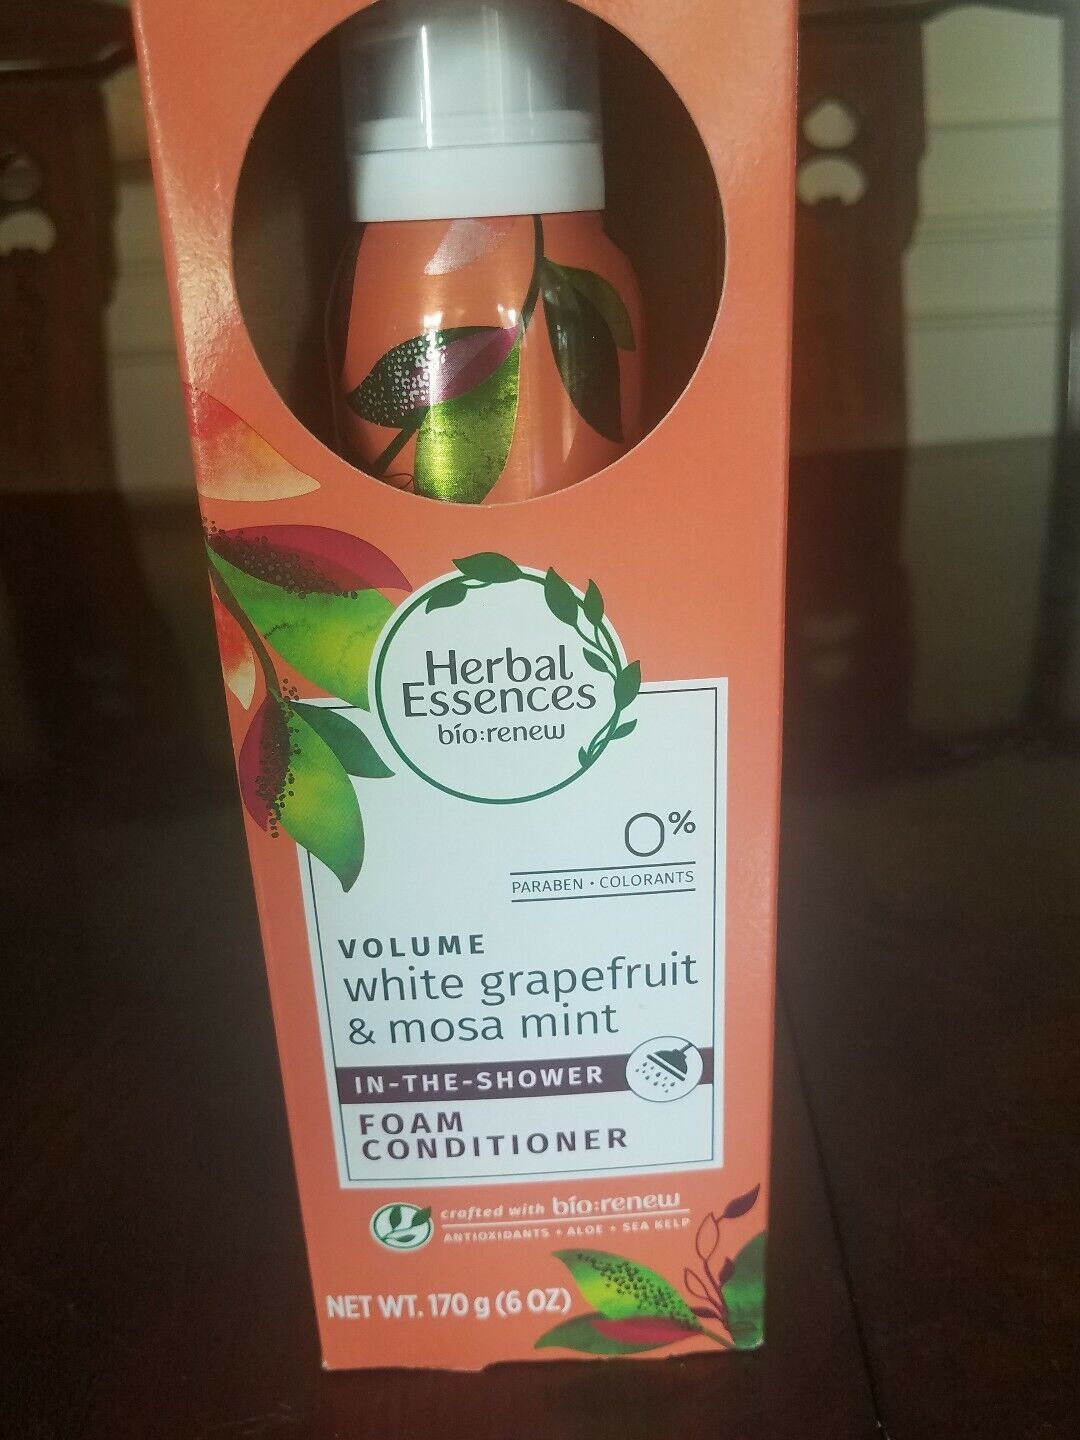 Herbal
Essences
bío:renew
0%
PARABEN • COLORANTS
VOLUME
white grapefruit
& mosa mint
IN-THE-SHOWER
FOAM
CONDITIONER
crafted with bío:renew
ANTIOXIDANTS • ALOE • SEA KELP
NET WT. 170 g (6 OZ)